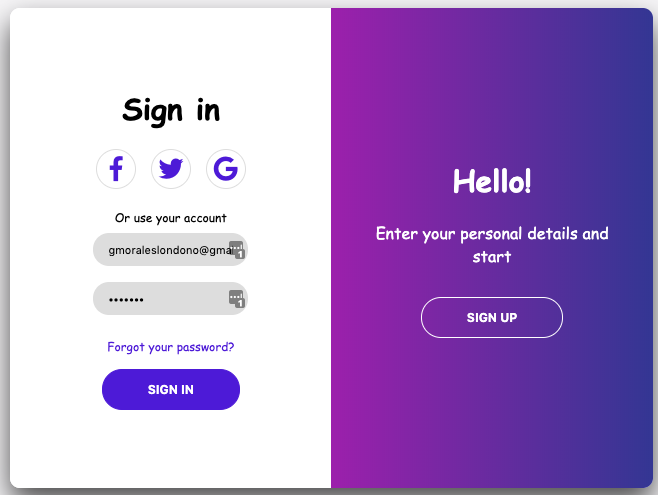 Sign in
Or use your account
gmoraleslondono@gma
•••••••
Forgot your password?
SIGN IN
Hello!
Enter your personal details and
start
SIGN UP